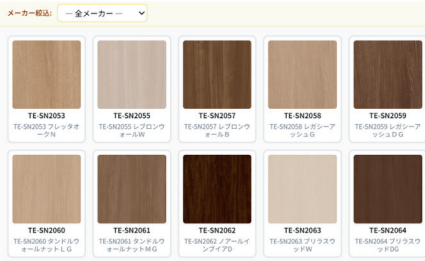 メーカー絞込: ― 全メーカー ―
TE-SN2053 TE-SN2055 TE-SN2057 TE-SN2058 TE-SN2059
TE-SN2053 フレッタオ TE-SN2055 レブロンウ TE-SN2057 レブロンウ TE-SN2058 レガシーア TE-SN2059 レガシーア
ークN ォールW ォールB ッシュG ッシュDG
TE-SN2060 TE-SN2061 TE-SN2062 TE-SN2063 TE-SN2064
TE-SN2060 タンドルウ TE-SN2061 タンドルウ TE-SN2062 ノアールイ TE-SN2063 ブリラスウ TE-SN2064 ブリラスウ
ォールナットLG ォールナットMG ンブイアD ッドW ッドDG